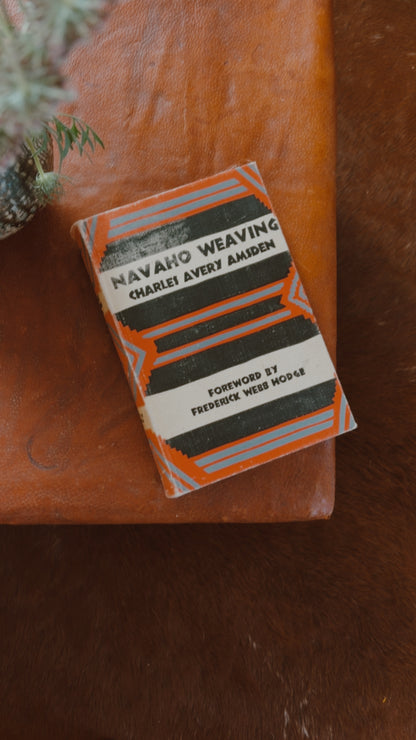 NAVAHO WEAVING
CHARLES AVERY AMSDEN
FOREWORD BY
FREDERICK WEBB HODGE